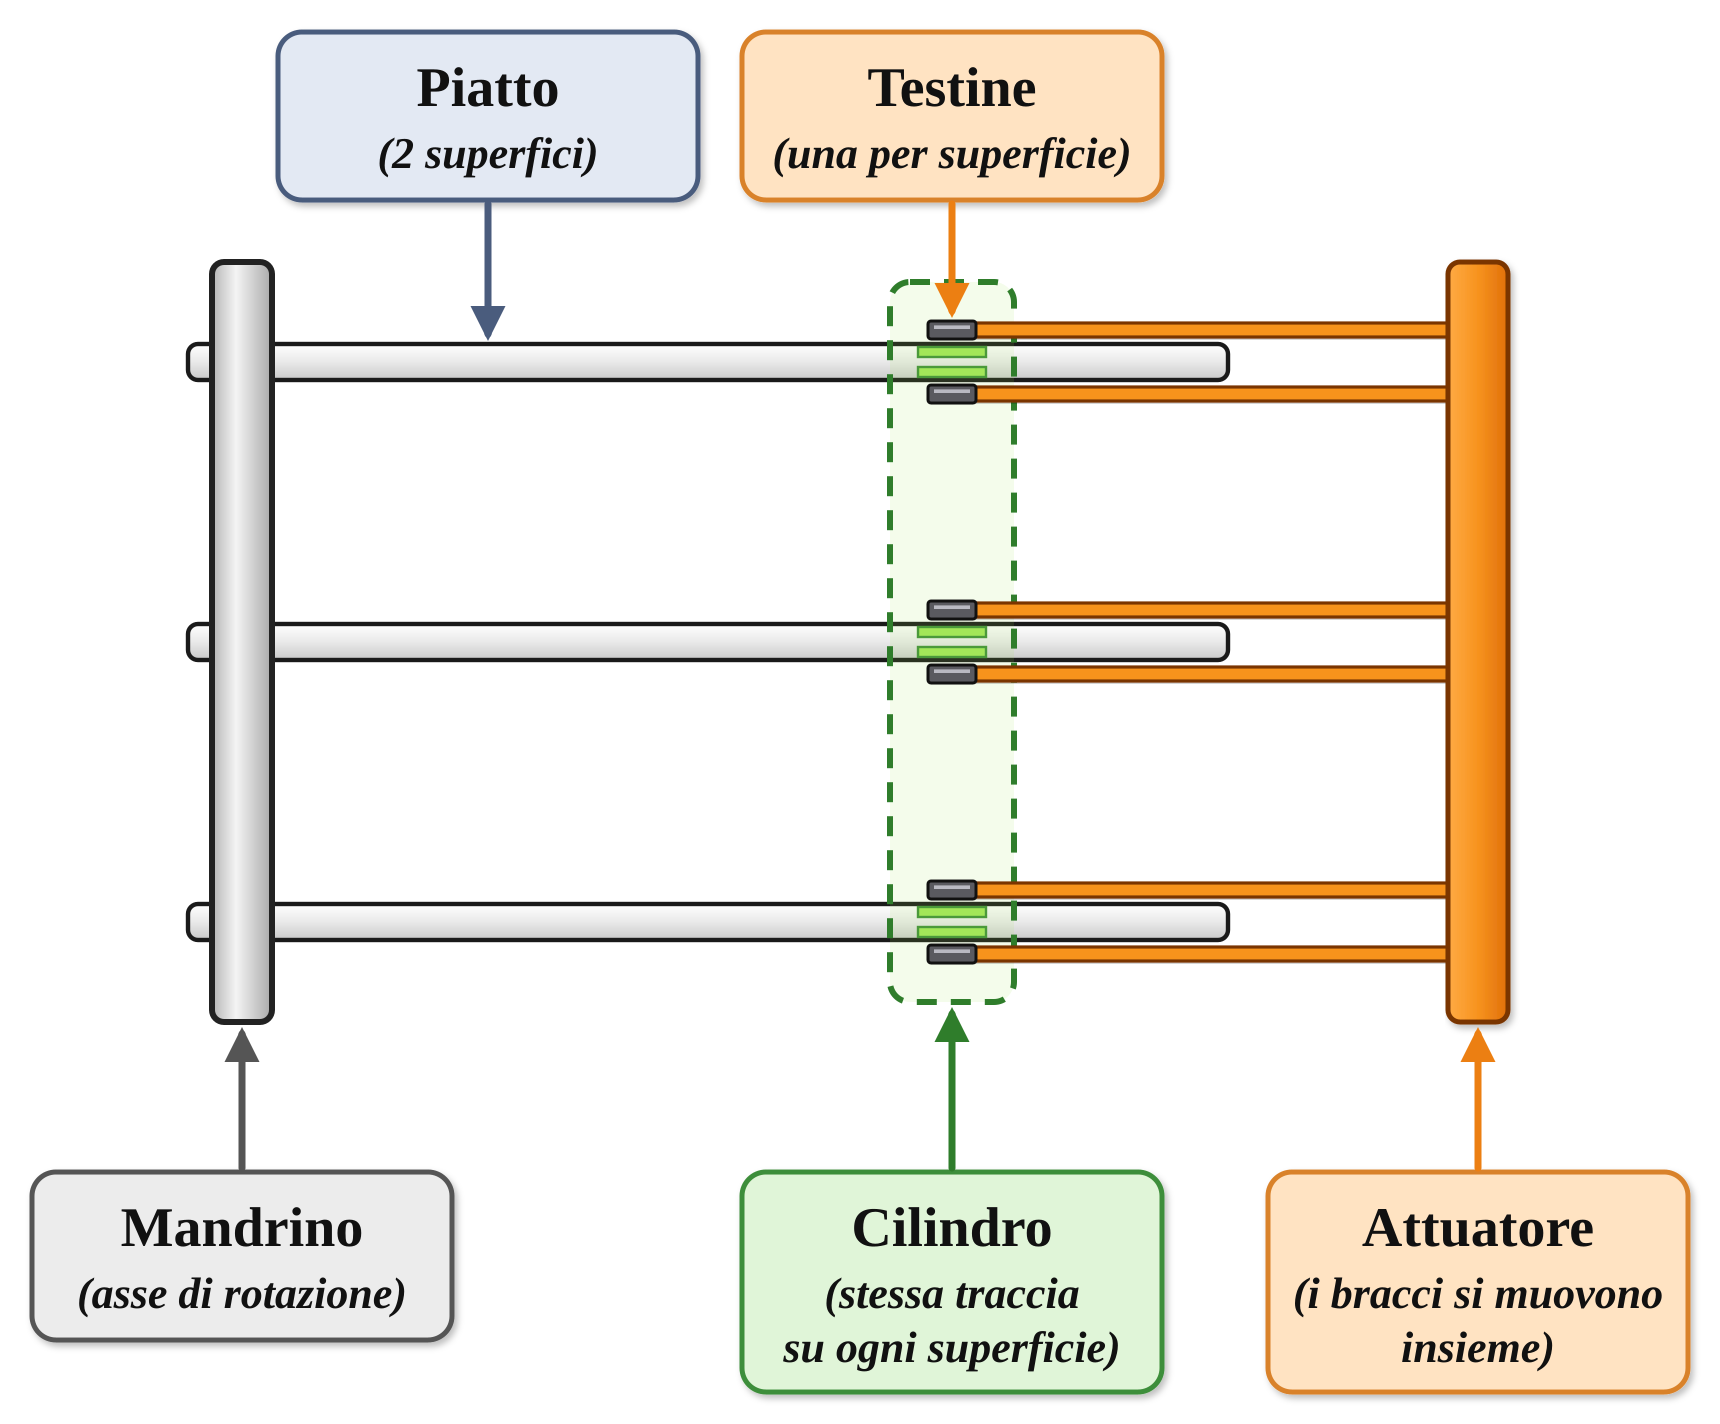 Piatto
(2 superfici)
Testine
(una per superficie)
Mandrino
(asse di rotazione)
Cilindro
(stessa traccia
su ogni superficie)
Attuatore
(i bracci si muovono
insieme)